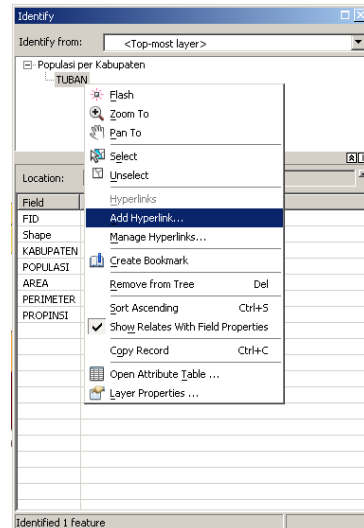 Identify
Identify from: <Top-most layer>
Populasi per Kabupaten
TUBAN
Flash
Zoom To
Pan To
Select
Unselect
Hyperlinks
Add Hyperlink...
Manage Hyperlinks...
Create Bookmark
Remove from Tree Del
Sort Ascending Ctrl+S
Show Relates With Field Properties
Copy Record Ctrl+C
Open Attribute Table ...
Layer Properties ...
Location:
Field
FID
Shape
KABUPATEN
POPULASI
AREA
PERIMETER
PROPINSI
Identified 1 feature